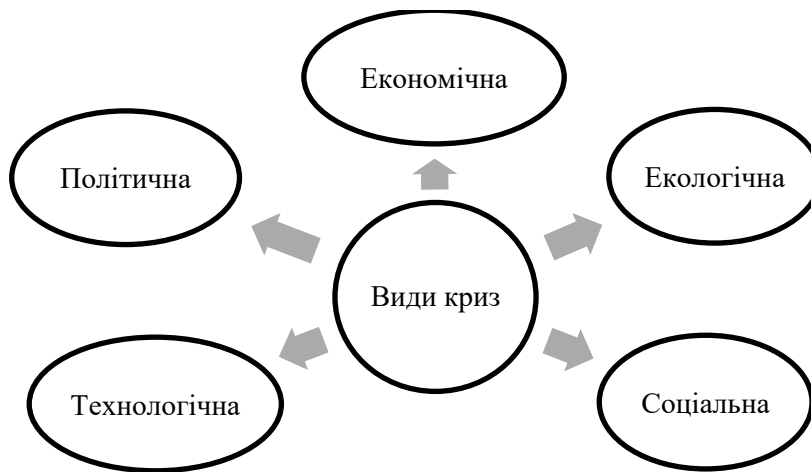 Економічна
Політична
Екологічна
Види криз
Технологічна
Соціальна